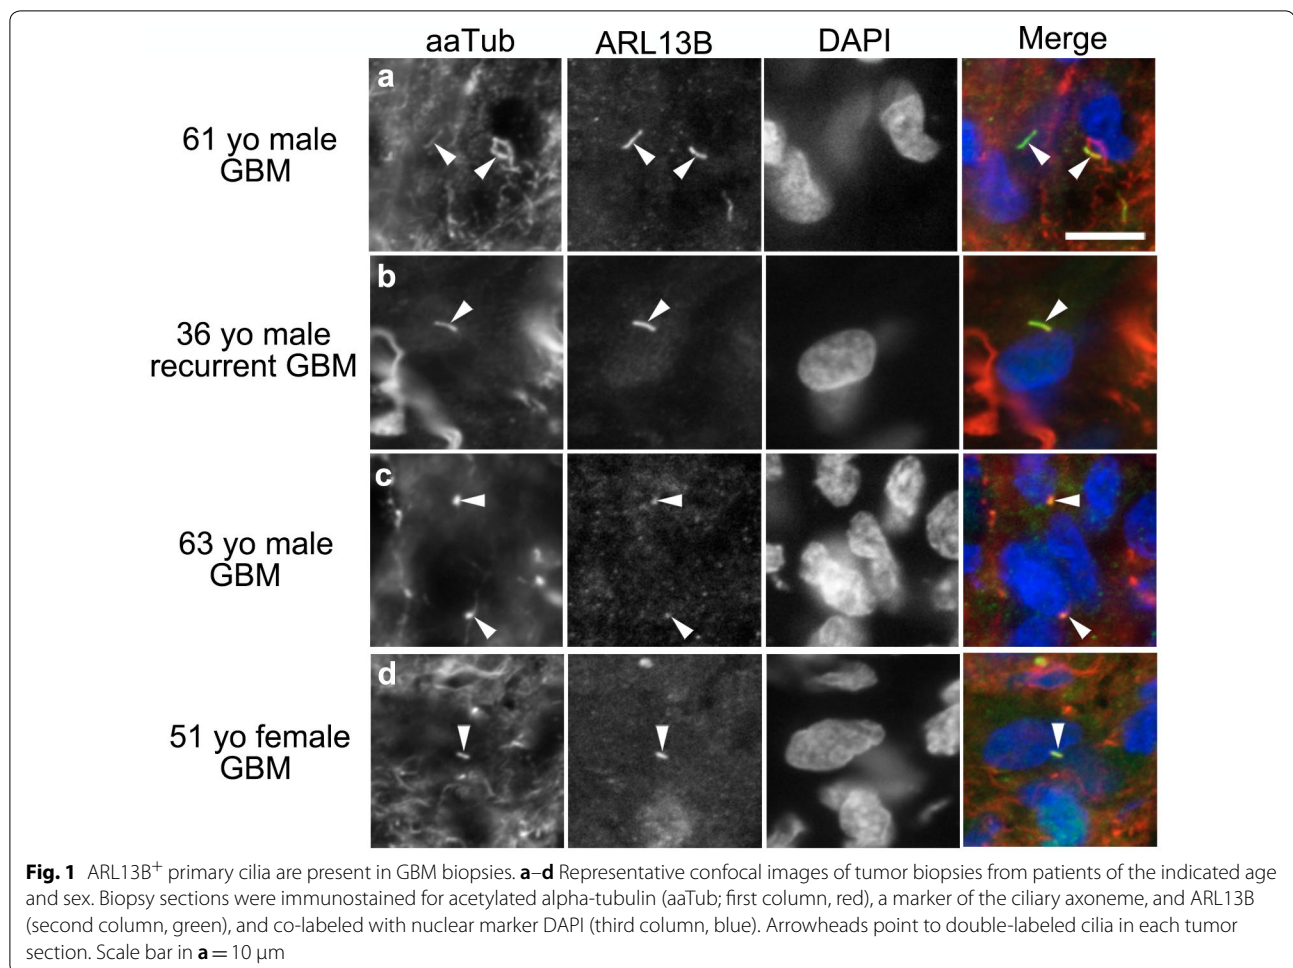 aaTub ARL13B DAPI Merge
a
61 yo male
GBM
b
36 yo male
recurrent GBM
c
63 yo male
GBM
d
51 yo female
GBM
Fig. 1 ARL13B+ primary cilia are present in GBM biopsies. a–d Representative confocal images of tumor biopsies from patients of the indicated age
and sex. Biopsy sections were immunostained for acetylated alpha-tubulin (aaTub; first column, red), a marker of the ciliary axoneme, and ARL13B
(second column, green), and co-labeled with nuclear marker DAPI (third column, blue). Arrowheads point to double-labeled cilia in each tumor
section. Scale bar in a = 10 µm